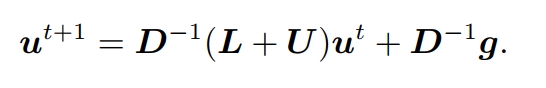 u^{t+1} = D^{-1}(L + U)u^t + D^{-1}g.